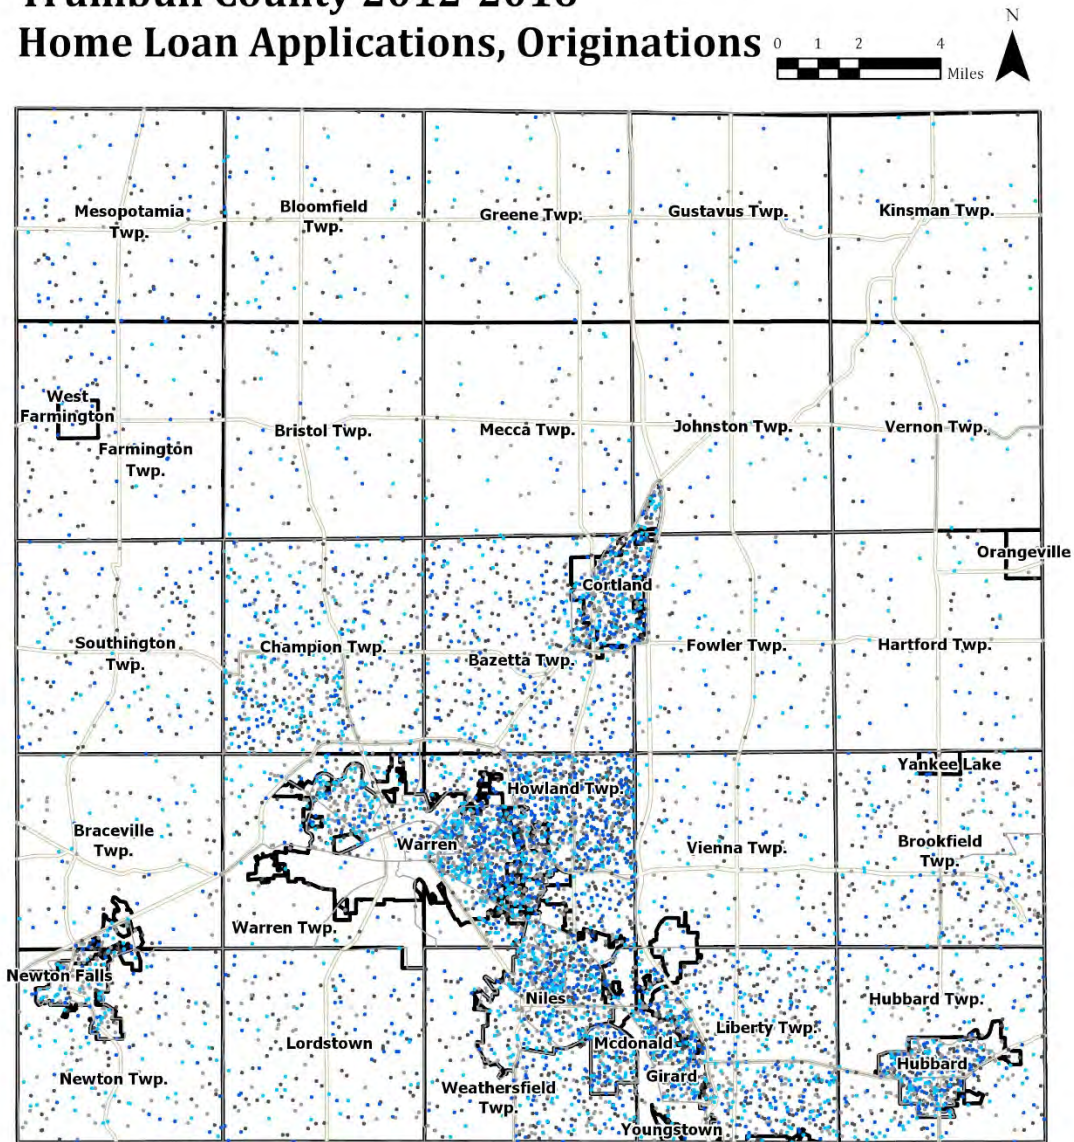 Trumbull County 2012-2018
Home Loan Applications, Originations
0 1 2 4
Miles
N
Mesopotamia
Twp.
Bloomfield
Twp.
Greene Twp.
Gustavus Twp.
Kinsman Twp.
West
Farmington
Farmington
Twp.
Bristol Twp.
Mecca Twp.
Johnston Twp.
Vernon Twp.
Orangeville
Cortland
Southington
Twp.
Champion Twp.
Bazetta Twp.
Fowler Twp.
Hartford Twp.
Yankee Lake
Howland Twp.
Braceville
Twp.
Warren
Vienna Twp.
Brookfield
Twp.
Warren Twp.
Newton Falls
Niles
Hubbard Twp.
Liberty Twp.
Lordstown
Mcdonald
Hubbard
Girard
Newton Twp.
Weathersfield
Twp.
Youngstown